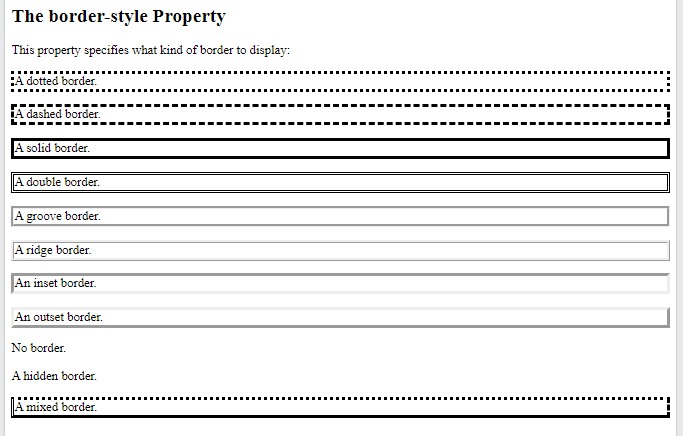 The border-style Property
This property specifies what kind of border to display:
A dotted border.
A dashed border.
A solid border.
A double border.
A groove border.
A ridge border.
An inset border.
An outset border.
No border.
A hidden border.
A mixed border.